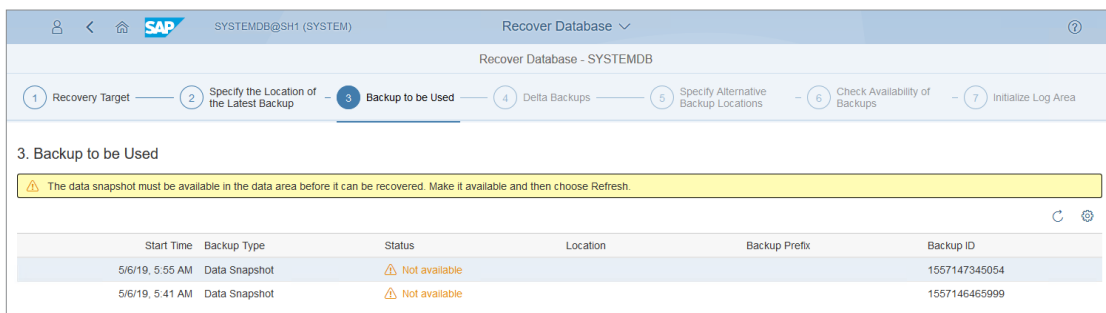 SAP SYSTEMDB@SH1 (SYSTEM) Recover Database
Recover Database - SYSTEMDB
1 Recovery Target 2 Specify the Location of the Latest Backup 3 Backup to be Used 4 Delta Backups 5 Specify Alternative Backup Locations 6 Check Availability of Backups 7 Initialize Log Area
3. Backup to be Used
The data snapshot must be available in the data area before it can be recovered. Make it available and then choose Refresh.
Start Time Backup Type Status Location Backup Prefix Backup ID
5/6/19, 5:55 AM Data Snapshot Not available 1557147345054
5/6/19, 5:41 AM Data Snapshot Not available 1557146465999